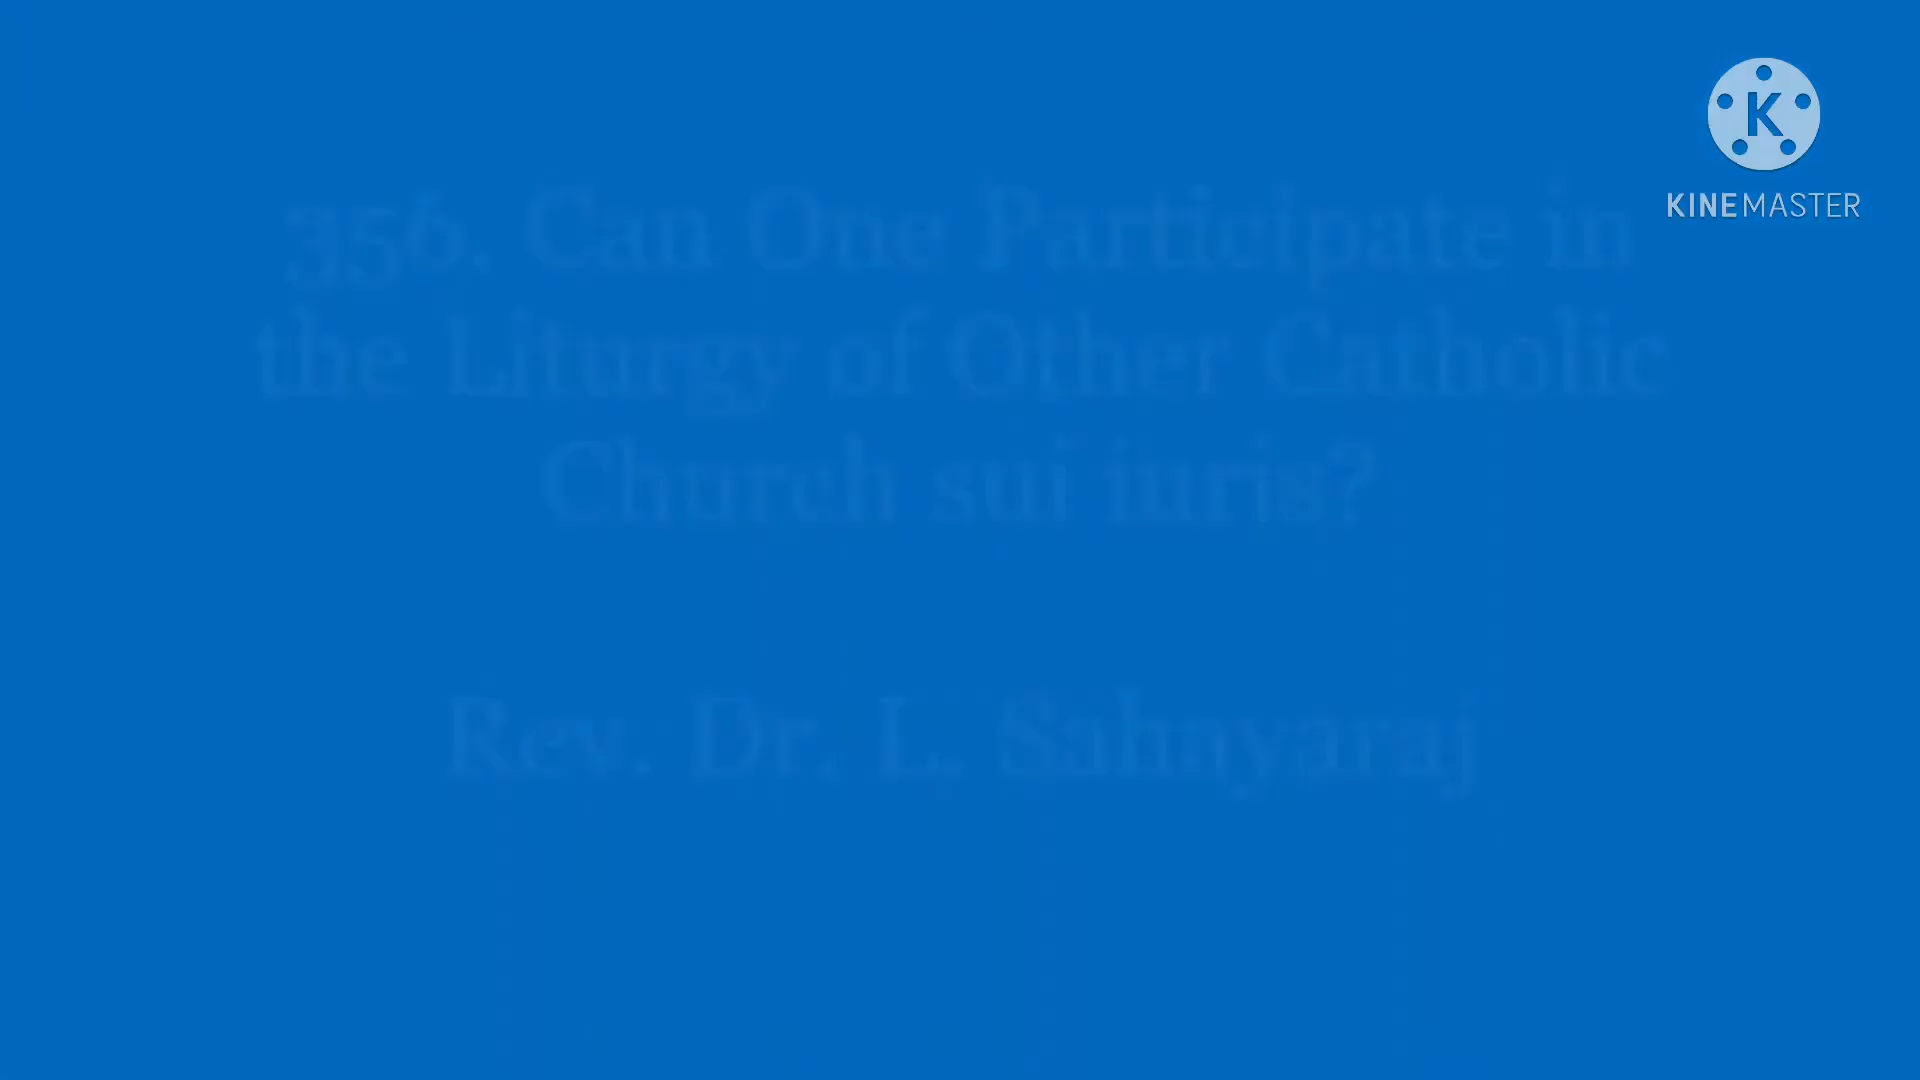 K
KINEMASTER
356. Can One Participate in
the Liturgy of Other Catholic
Church sui iuris?
Rev. Dr. L. Sahayaraj